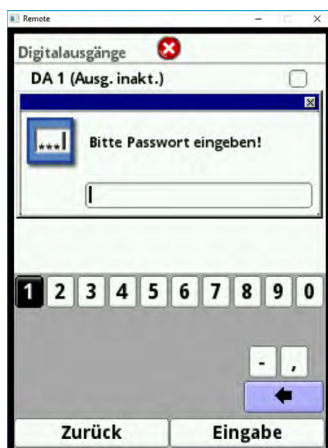 Remote
Digitalausgänge
DA 1 (Ausg. inakt.)
***
Bitte Passwort eingeben!
1 2 3 4 5 6 7 8 9 0
- ,
Zurück Eingabe